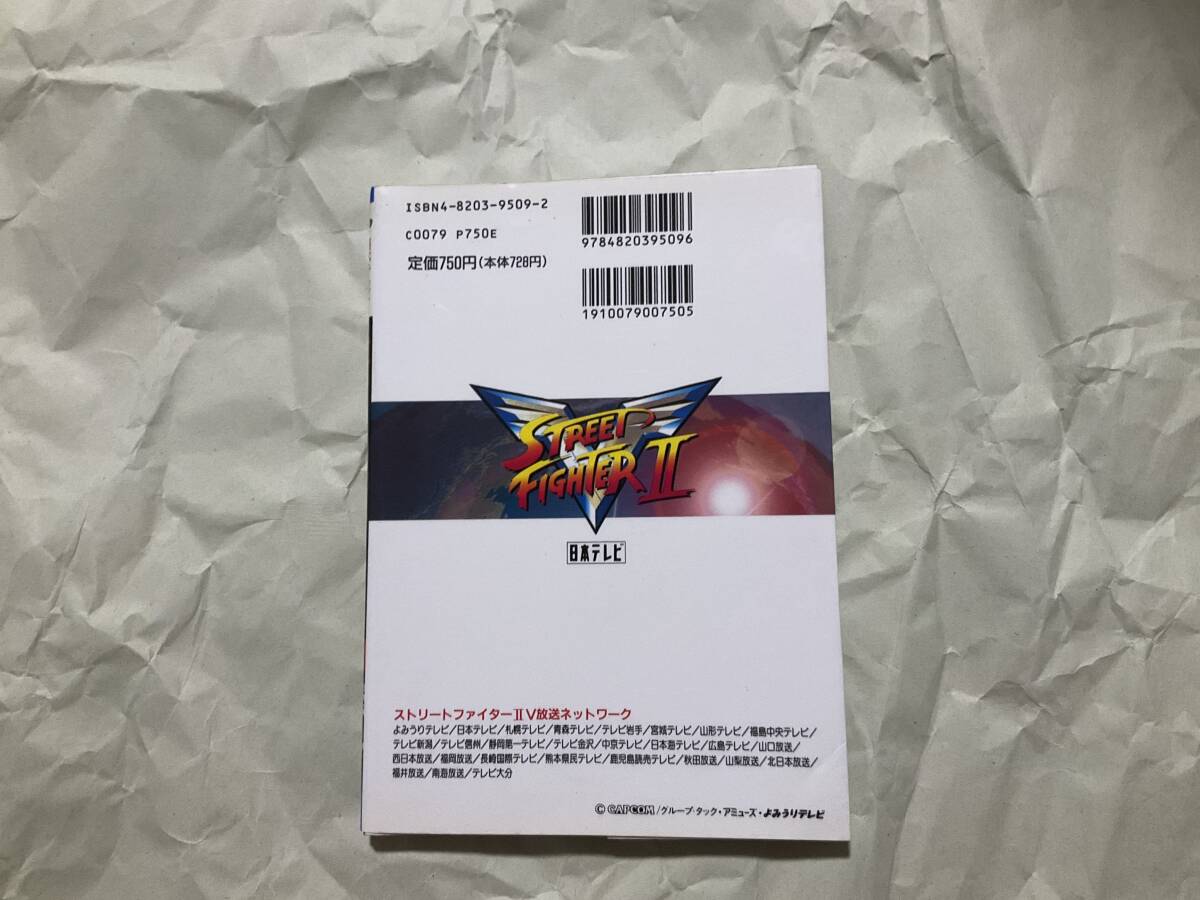 ISBN4-8203-9509-2
C0079 P750E
定価750円(本体728円)
9784820395096
1910079007505
STREET
FIGHTER II
V
日本テレビ
ストリートファイターII V放送ネットワーク
よみうりテレビ/日本テレビ/札幌テレビ/青森テレビ/テレビ岩手/宮城テレビ/山形テレビ/福島中央テレビ/
テレビ新潟/テレビ信州/静岡第一テレビ/テレビ金沢/中京テレビ/日本海テレビ/広島テレビ/山口放送/
西日本放送/福岡放送/長崎国際テレビ/熊本県民テレビ/鹿児島読売テレビ/秋田放送/山梨放送/北日本放送/
福井放送/南海放送/テレビ大分
© CAPCOM/グループ・タック・アミューズ・よみうりテレビ